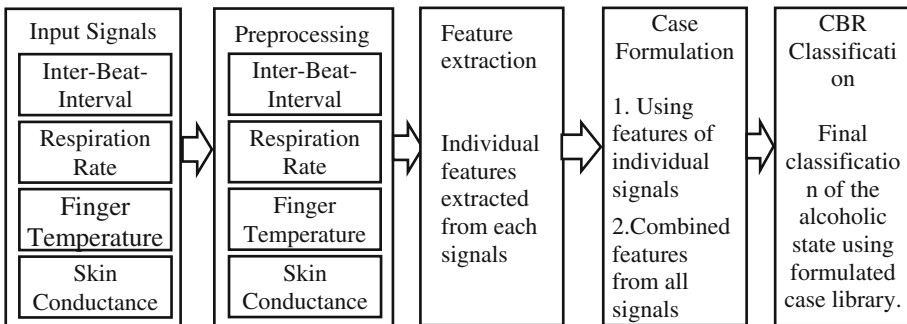 Input Signals
Inter-Beat-
Interval
Respiration
Rate
Finger
Temperature
Skin
Conductance
Preprocessing
Inter-Beat-
Interval
Respiration
Rate
Finger
Temperature
Skin
Conductance
Feature
extraction
Individual
features
extracted
from each
signals
Case
Formulation
1. Using
features of
individual
signals
2.Combined
features
from all
signals
CBR
Classificati
on
Final
classificatio
n of the
alcoholic
state using
formulated
case library.